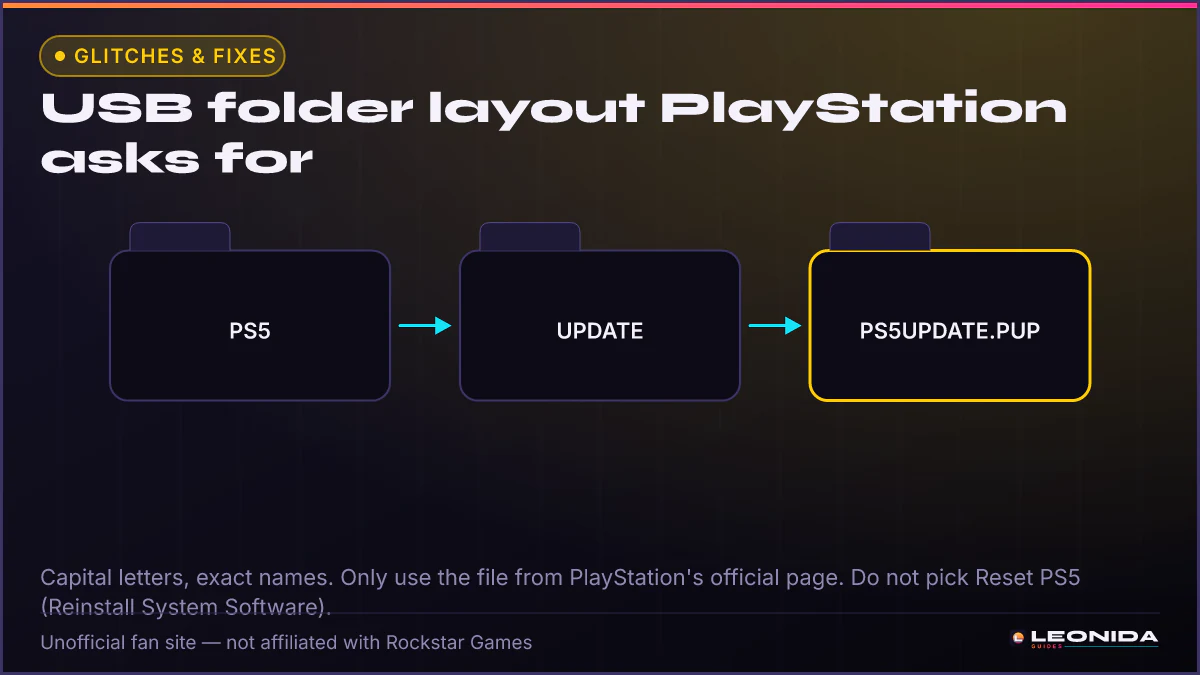 GLITCHES & FIXES
USB folder layout PlayStation
asks for
PS5
UPDATE
PS5UPDATE.PUP
Capital letters, exact names. Only use the file from PlayStation's official page. Do not pick Reset PS5
(Reinstall System Software).
Unofficial fan site — not affiliated with Rockstar Games
LEONIDA
GUIDES